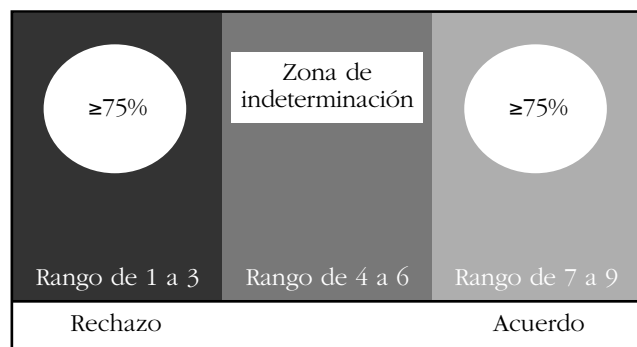 ≥75%
Zona de
indeterminación
≥75%
Rango de 1 a 3
Rango de 4 a 6
Rango de 7 a 9
Rechazo
Acuerdo